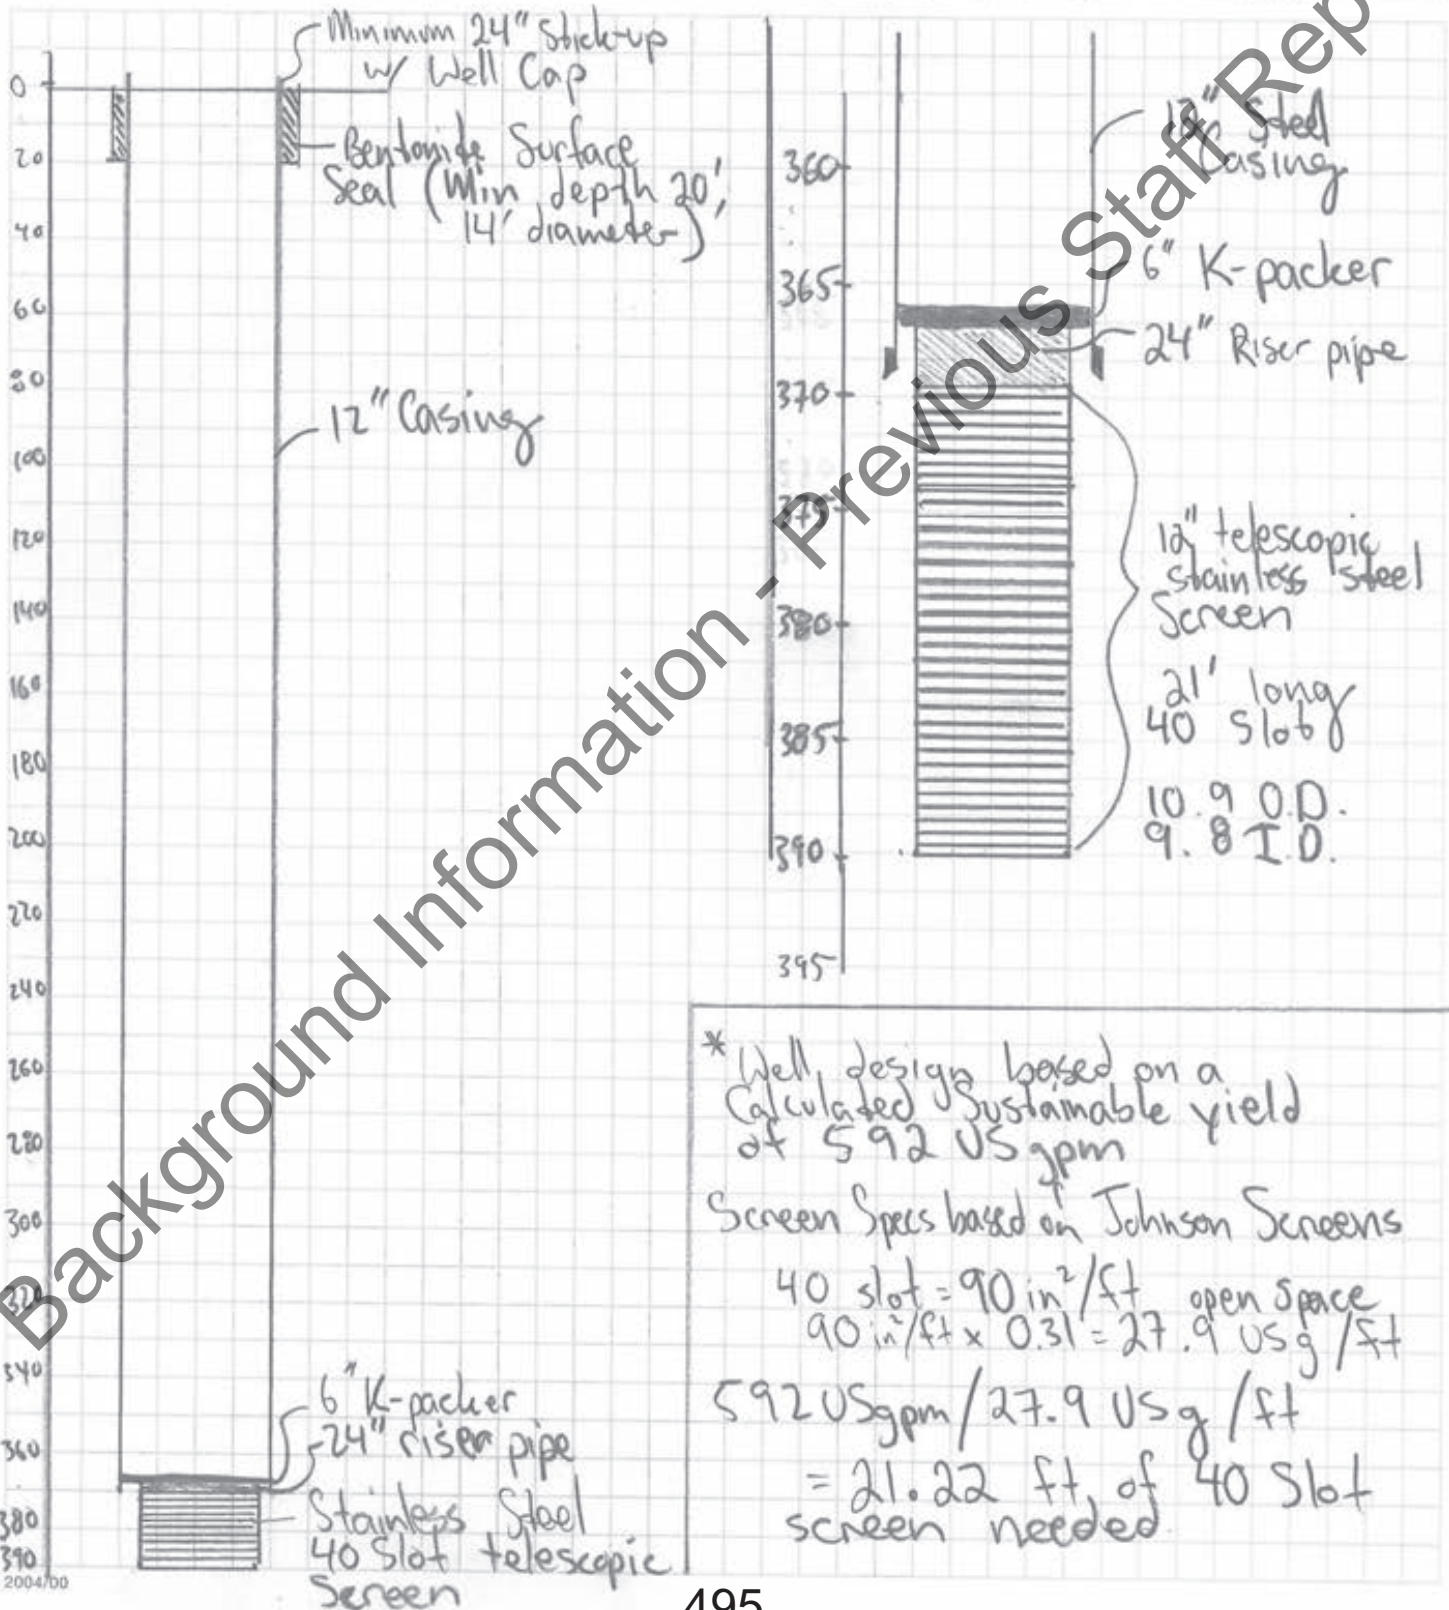 Minimum 24" Stick-up
w/ Well Cap
0
20
40
60
80
100
120
140
160
180
200
220
240
260
280
300
320
340
360
380
390
Bentonite Surface
Seal (Min depth 20',
14' diameter)
12" Casing
6" K-packer
24" riser pipe
Stainless Steel
40 Slot telescopic
Screen
2004/00
360
365
370
375
380
385
390
395
12" Steel
Casing
6" K-packer
24" Riser pipe
12" telescopic
stainless steel
Screen
21' long
40 Slot
10.9 O.D.
9.8 I.D.
* Well design based on a
Calculated Sustainable yield
of 592 USgpm
Screen Specs based on Johnson Screens
40 slot = 90 in²/ft open space
90 in²/ft x 0.31 = 27.9 USg/ft
592 USgpm/27.9 USg/ft
= 21.22 ft, of 40 Slot
screen needed
Background Information - Previous Staff Rep
495